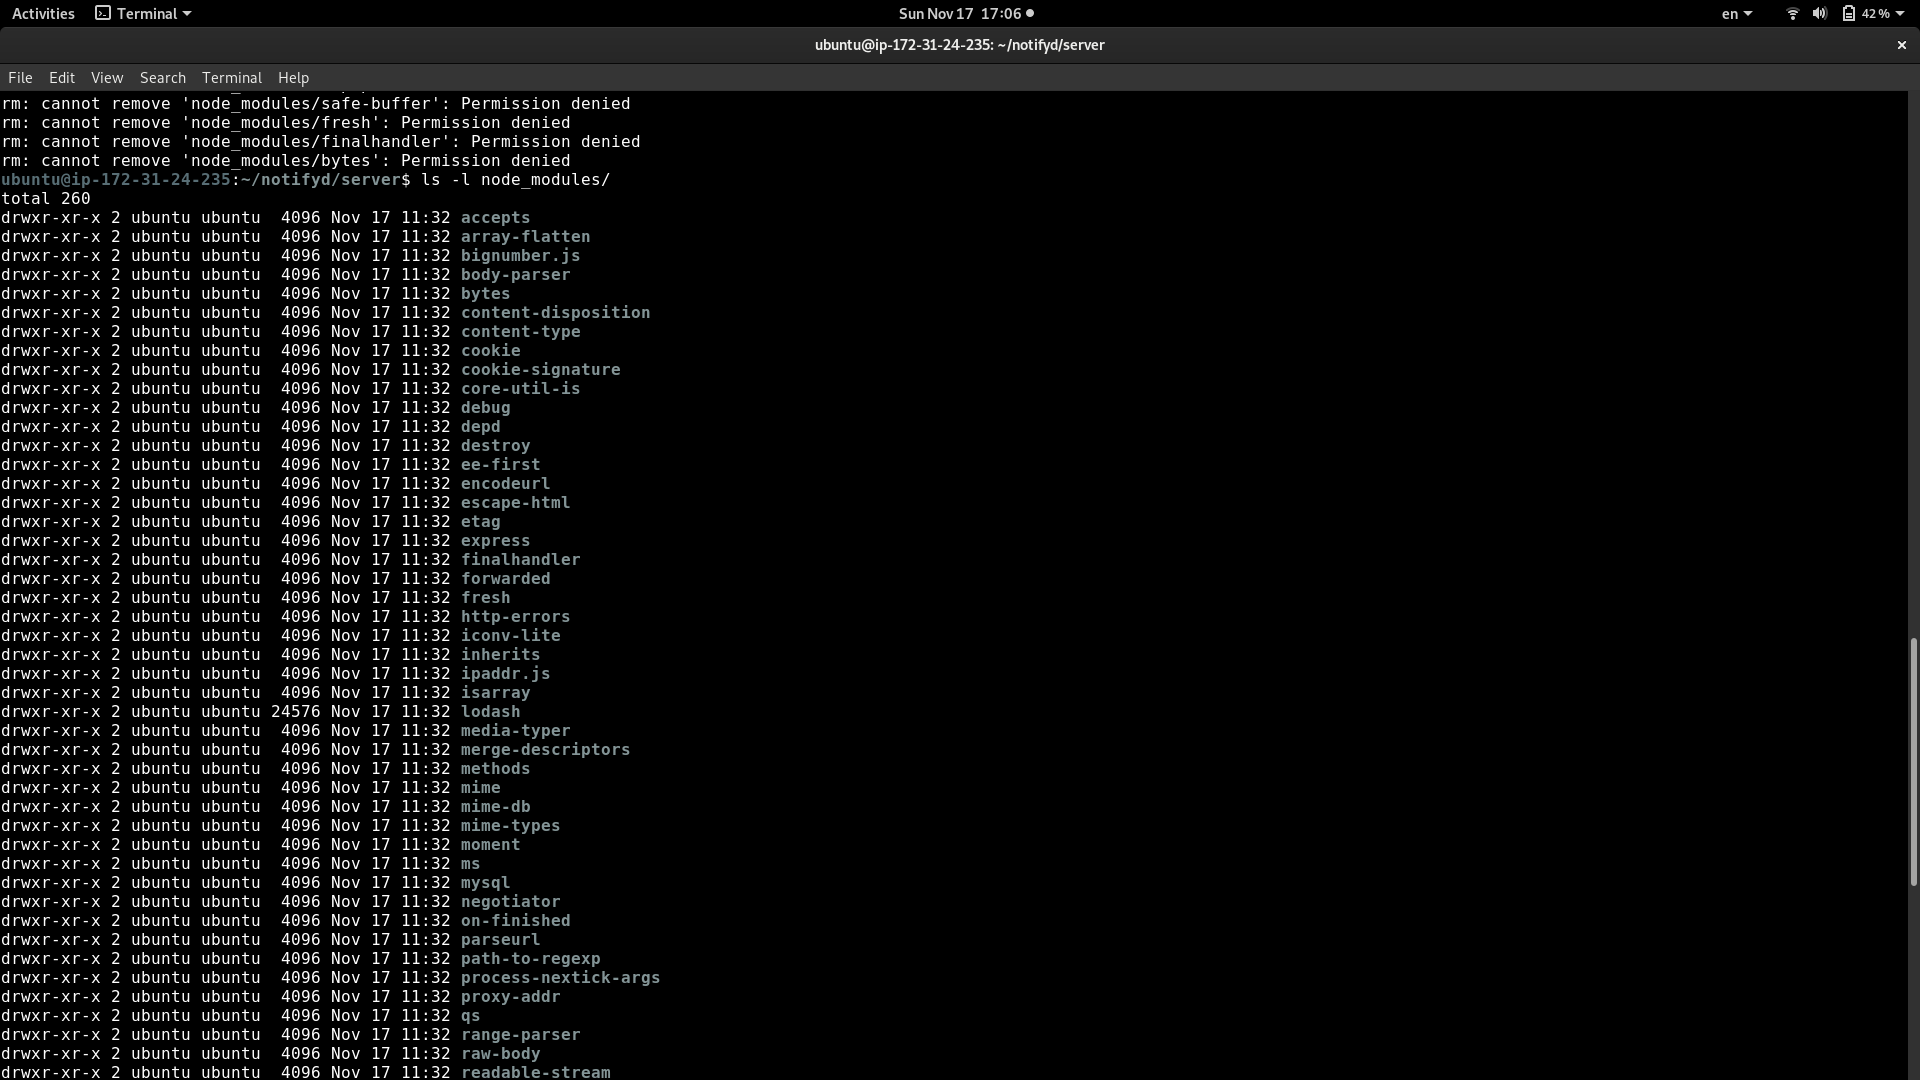 Activities Terminal Sun Nov 17 17:06 en 42%
ubuntu@ip-172-31-24-235: ~/notifyd/server
File Edit View Search Terminal Help
rm: cannot remove 'node_modules/safe-buffer': Permission denied
rm: cannot remove 'node_modules/fresh': Permission denied
rm: cannot remove 'node_modules/finalhandler': Permission denied
rm: cannot remove 'node_modules/bytes': Permission denied
ubuntu@ip-172-31-24-235:~/notifyd/server$ ls -l node_modules/
total 260
drwxr-xr-x 2 ubuntu ubuntu  4096 Nov 17 11:32 accepts
drwxr-xr-x 2 ubuntu ubuntu  4096 Nov 17 11:32 array-flatten
drwxr-xr-x 2 ubuntu ubuntu  4096 Nov 17 11:32 bignumber.js
drwxr-xr-x 2 ubuntu ubuntu  4096 Nov 17 11:32 body-parser
drwxr-xr-x 2 ubuntu ubuntu  4096 Nov 17 11:32 bytes
drwxr-xr-x 2 ubuntu ubuntu  4096 Nov 17 11:32 content-disposition
drwxr-xr-x 2 ubuntu ubuntu  4096 Nov 17 11:32 content-type
drwxr-xr-x 2 ubuntu ubuntu  4096 Nov 17 11:32 cookie
drwxr-xr-x 2 ubuntu ubuntu  4096 Nov 17 11:32 cookie-signature
drwxr-xr-x 2 ubuntu ubuntu  4096 Nov 17 11:32 core-util-is
drwxr-xr-x 2 ubuntu ubuntu  4096 Nov 17 11:32 debug
drwxr-xr-x 2 ubuntu ubuntu  4096 Nov 17 11:32 depd
drwxr-xr-x 2 ubuntu ubuntu  4096 Nov 17 11:32 destroy
drwxr-xr-x 2 ubuntu ubuntu  4096 Nov 17 11:32 ee-first
drwxr-xr-x 2 ubuntu ubuntu  4096 Nov 17 11:32 encodeurl
drwxr-xr-x 2 ubuntu ubuntu  4096 Nov 17 11:32 escape-html
drwxr-xr-x 2 ubuntu ubuntu  4096 Nov 17 11:32 etag
drwxr-xr-x 2 ubuntu ubuntu  4096 Nov 17 11:32 express
drwxr-xr-x 2 ubuntu ubuntu  4096 Nov 17 11:32 finalhandler
drwxr-xr-x 2 ubuntu ubuntu  4096 Nov 17 11:32 forwarded
drwxr-xr-x 2 ubuntu ubuntu  4096 Nov 17 11:32 fresh
drwxr-xr-x 2 ubuntu ubuntu  4096 Nov 17 11:32 http-errors
drwxr-xr-x 2 ubuntu ubuntu  4096 Nov 17 11:32 iconv-lite
drwxr-xr-x 2 ubuntu ubuntu  4096 Nov 17 11:32 inherits
drwxr-xr-x 2 ubuntu ubuntu  4096 Nov 17 11:32 ipaddr.js
drwxr-xr-x 2 ubuntu ubuntu  4096 Nov 17 11:32 isarray
drwxr-xr-x 2 ubuntu ubuntu 24576 Nov 17 11:32 lodash
drwxr-xr-x 2 ubuntu ubuntu  4096 Nov 17 11:32 media-typer
drwxr-xr-x 2 ubuntu ubuntu  4096 Nov 17 11:32 merge-descriptors
drwxr-xr-x 2 ubuntu ubuntu  4096 Nov 17 11:32 methods
drwxr-xr-x 2 ubuntu ubuntu  4096 Nov 17 11:32 mime
drwxr-xr-x 2 ubuntu ubuntu  4096 Nov 17 11:32 mime-db
drwxr-xr-x 2 ubuntu ubuntu  4096 Nov 17 11:32 mime-types
drwxr-xr-x 2 ubuntu ubuntu  4096 Nov 17 11:32 moment
drwxr-xr-x 2 ubuntu ubuntu  4096 Nov 17 11:32 ms
drwxr-xr-x 2 ubuntu ubuntu  4096 Nov 17 11:32 mysql
drwxr-xr-x 2 ubuntu ubuntu  4096 Nov 17 11:32 negotiator
drwxr-xr-x 2 ubuntu ubuntu  4096 Nov 17 11:32 on-finished
drwxr-xr-x 2 ubuntu ubuntu  4096 Nov 17 11:32 parseurl
drwxr-xr-x 2 ubuntu ubuntu  4096 Nov 17 11:32 path-to-regexp
drwxr-xr-x 2 ubuntu ubuntu  4096 Nov 17 11:32 process-nextick-args
drwxr-xr-x 2 ubuntu ubuntu  4096 Nov 17 11:32 proxy-addr
drwxr-xr-x 2 ubuntu ubuntu  4096 Nov 17 11:32 qs
drwxr-xr-x 2 ubuntu ubuntu  4096 Nov 17 11:32 range-parser
drwxr-xr-x 2 ubuntu ubuntu  4096 Nov 17 11:32 raw-body
drwxr-xr-x 2 ubuntu ubuntu  4096 Nov 17 11:32 readable-stream